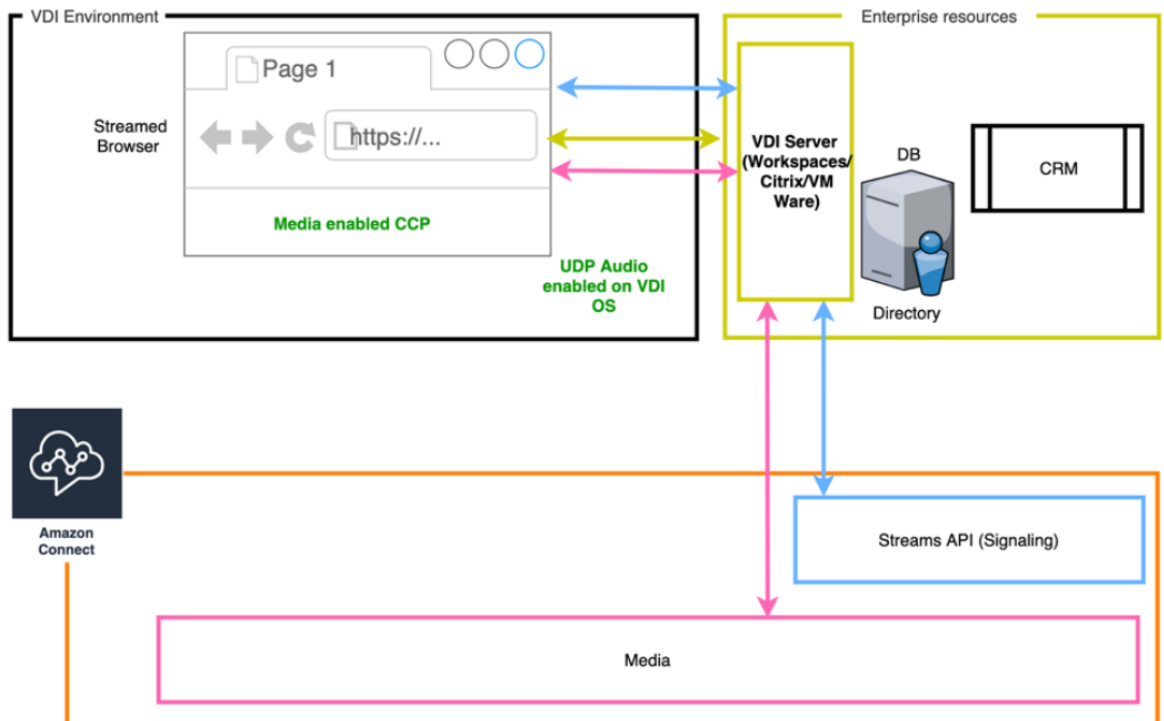 VDI Environment
Enterprise resources
Page 1
https://...
Streamed
Browser
Media enabled CCP
UDP Audio
enabled on VDI
OS
VDI Server
(Workspaces/
Citrix/VM
Ware)
DB
Directory
CRM
Amazon
Connect
Streams API (Signaling)
Media